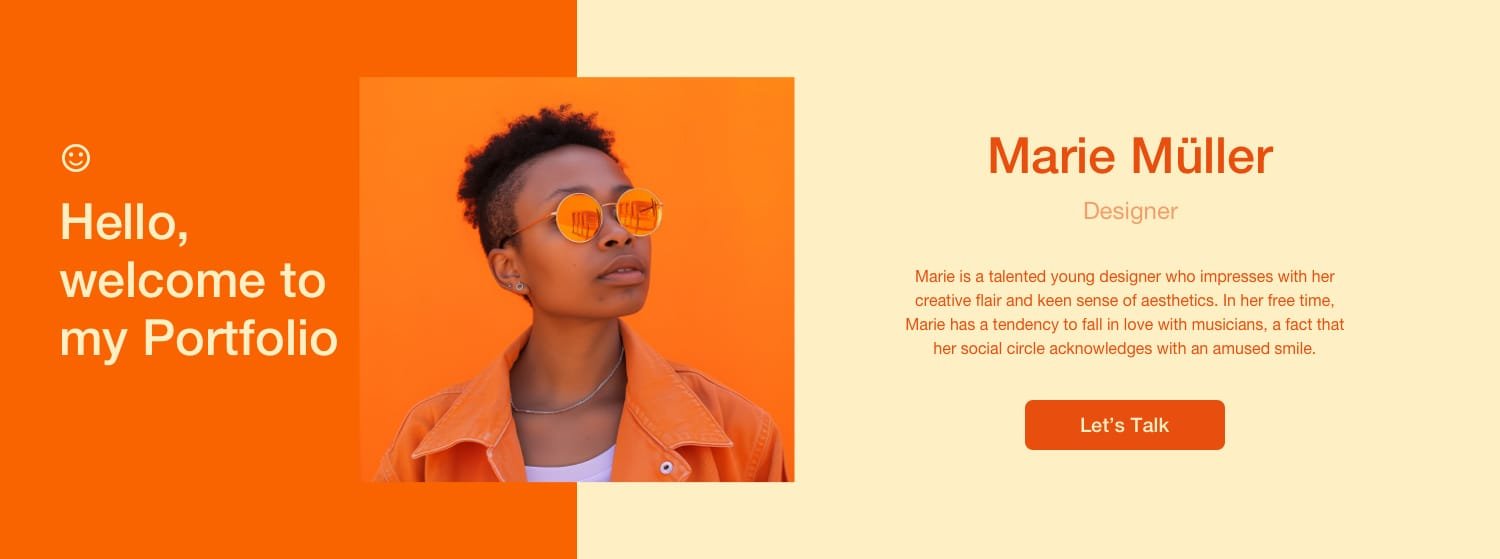 Hello,
welcome to
my Portfolio
Marie Müller
Designer
Marie is a talented young designer who impresses with her
creative flair and keen sense of aesthetics. In her free time,
Marie has a tendency to fall in love with musicians, a fact that
her social circle acknowledges with an amused smile.
Let’s Talk